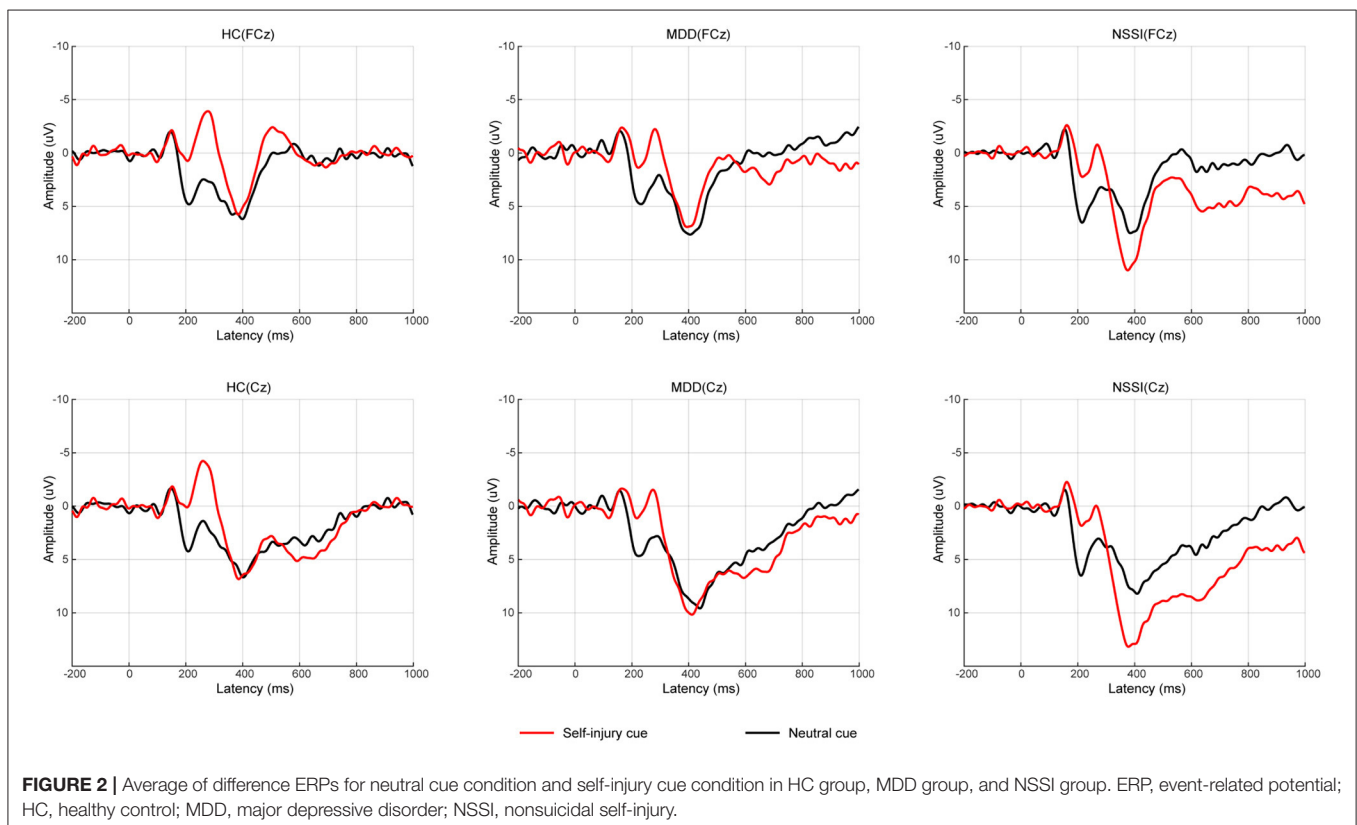 HC(FCz)
MDD(FCz)
NSSI(FCz)
-10
-5
0
5
10
Amplitude (uV)
-200 0 200 400 600 800 1000
Latency (ms)
-10
-5
0
5
10
Amplitude (uV)
-200 0 200 400 600 800 1000
Latency (ms)
-10
-5
0
5
10
Amplitude (uV)
-200 0 200 400 600 800 1000
Latency (ms)
HC(Cz)
MDD(Cz)
NSSI(Cz)
-10
-5
0
5
10
Amplitude (uV)
-200 0 200 400 600 800 1000
Latency (ms)
-10
-5
0
5
10
Amplitude (uV)
-200 0 200 400 600 800 1000
Latency (ms)
-10
-5
0
5
10
Amplitude (uV)
-200 0 200 400 600 800 1000
Latency (ms)
Self-injury cue
Neutral cue
FIGURE 2 | Average of difference ERPs for neutral cue condition and self-injury cue condition in HC group, MDD group, and NSSI group. ERP, event-related potential;
HC, healthy control; MDD, major depressive disorder; NSSI, nonsuicidal self-injury.